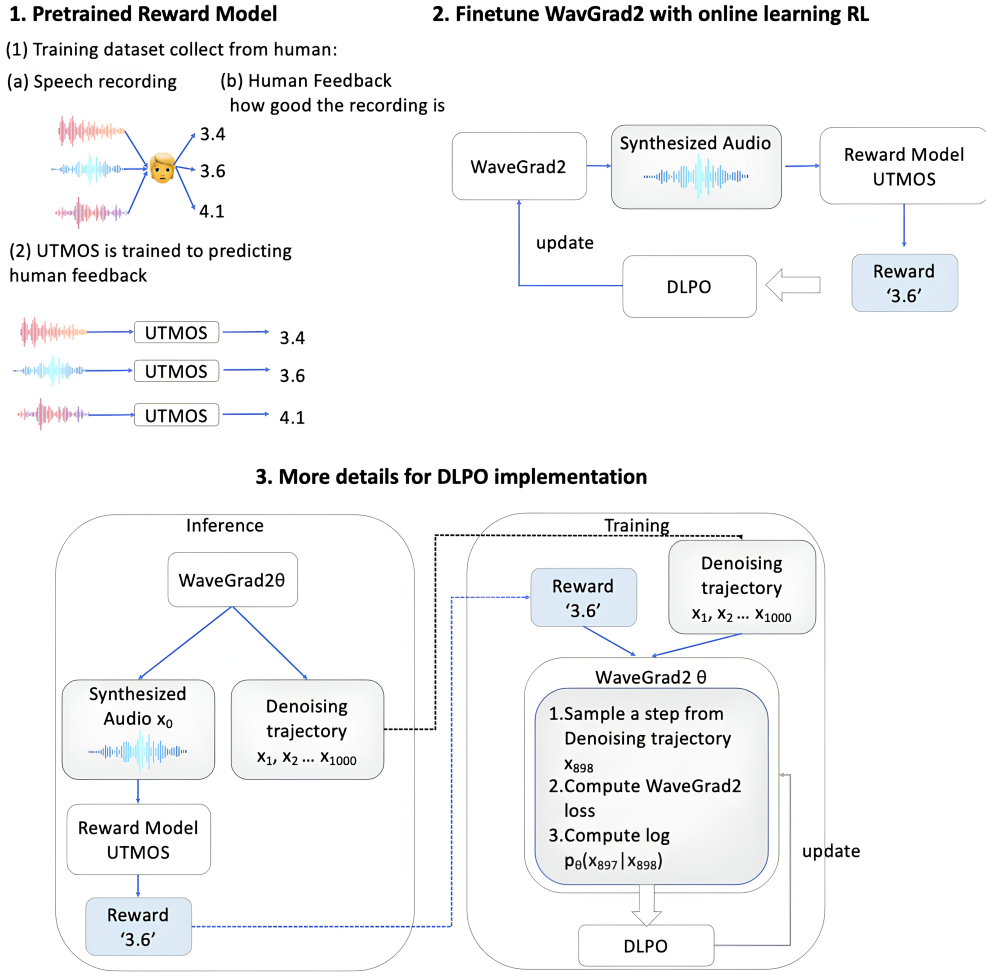 1. Pretrained Reward Model
(1) Training dataset collect from human:
(a) Speech recording
(b) Human Feedback
how good the recording is
3.4
3.6
4.1
(2) UTMOS is trained to predicting
human feedback
UTMOS
3.4
UTMOS
3.6
UTMOS
4.1
2. Finetune WavGrad2 with online learning RL
WaveGrad2
Synthesized Audio
Reward Model
UTMOS
update
DLPO
Reward
‘3.6’
3. More details for DLPO implementation
Inference
WaveGrad2θ
Synthesized
Audio x₀
Denoising
trajectory
x₁, x₂ ... x₁₀₀₀
Reward Model
UTMOS
Reward
‘3.6’
Training
Reward
‘3.6’
Denoising
trajectory
x₁, x₂ ... x₁₀₀₀
WaveGrad2 θ
1.Sample a step from
Denoising trajectory
x₈₉₈
2.Compute WaveGrad2
loss
3.Compute log
pθ(x₈₉₇|x₈₉₈)
update
DLPO